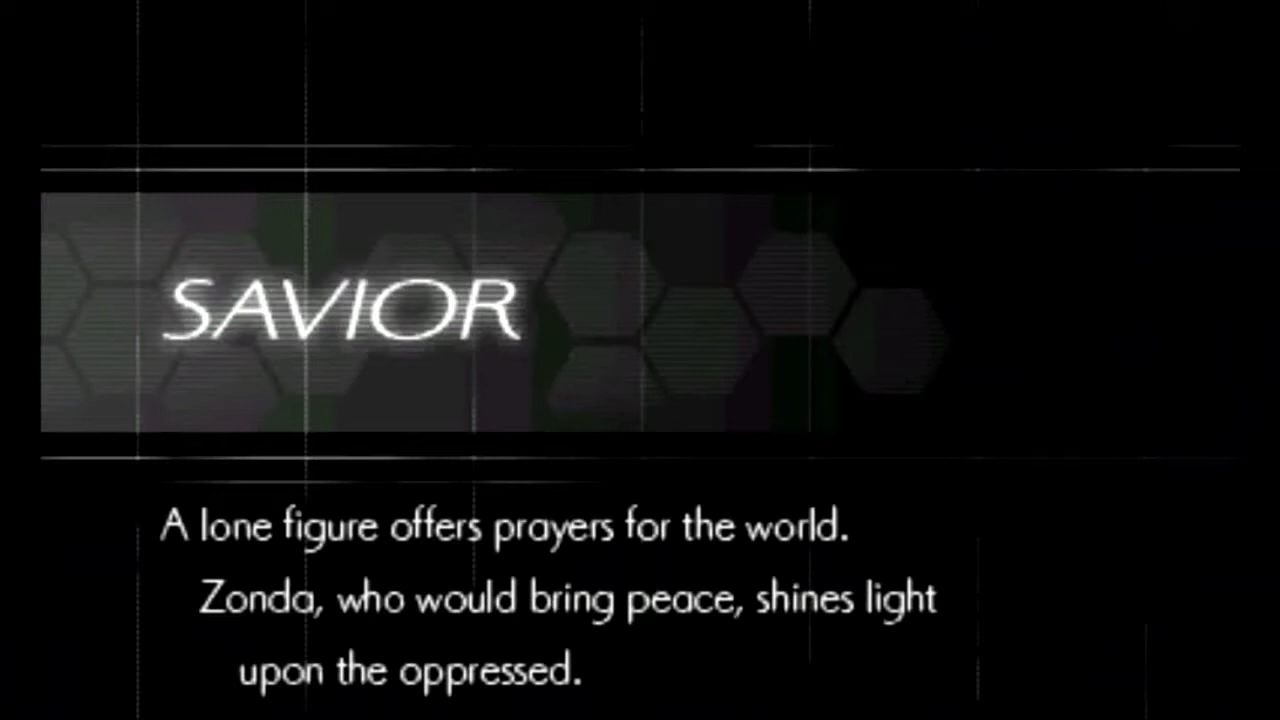 SAVIOR
A lone figure offers prayers for the world.
Zonda, who would bring peace, shines light
upon the oppressed.